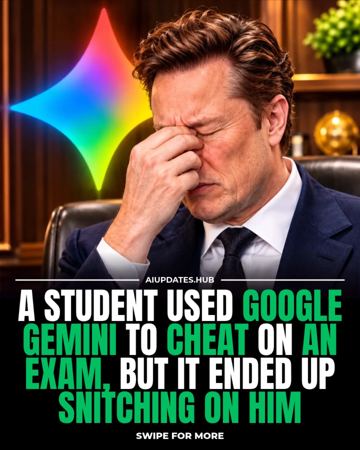 AIUPDATES.HUB
A STUDENT USED GOOGLE
GEMINI TO CHEAT ON AN
EXAM, BUT IT ENDED UP
SNITCHING ON HIM
SWIPE FOR MORE